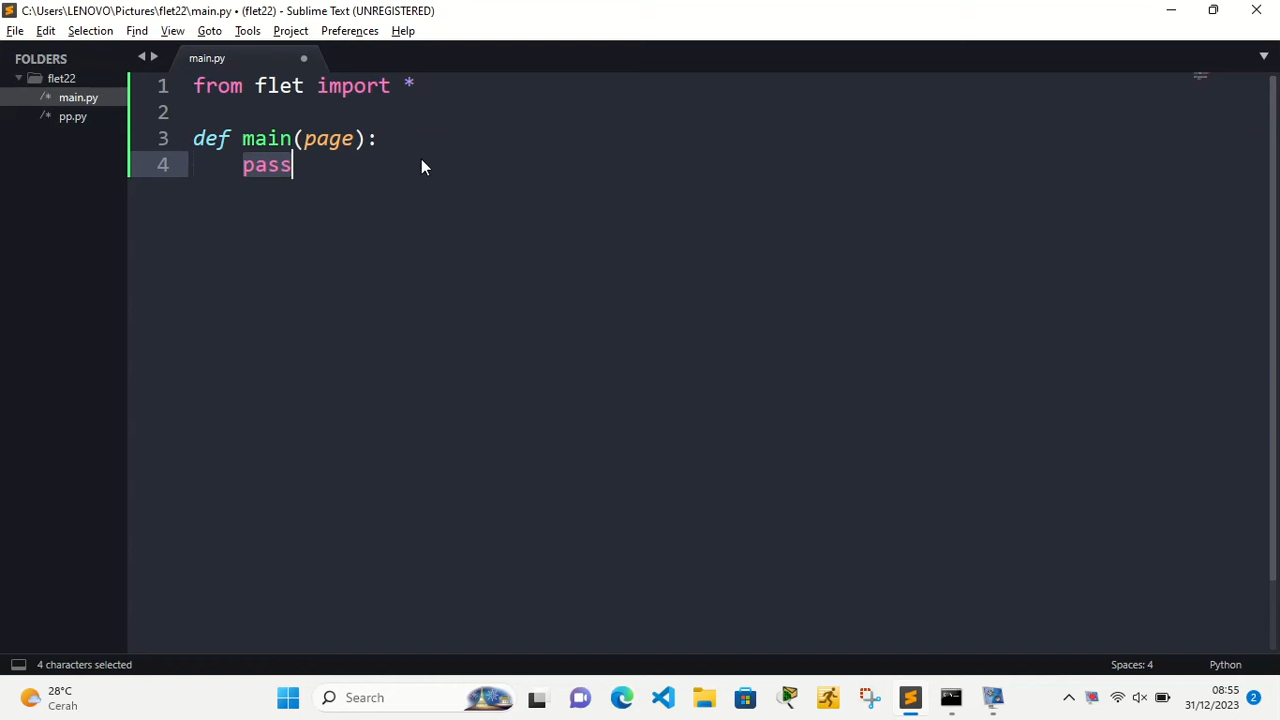 C:\Users\LENOVO\Pictures\flet22\main.py • (flet22) - Sublime Text (UNREGISTERED)
File Edit Selection Find View Goto Tools Project Preferences Help
FOLDERS
flet22
/* main.py
/* pp.py
main.py
1 from flet import *
2
3 def main(page):
4 pass
4 characters selected
Spaces: 4
Python
28°C
Cerah
Search
08:55
31/12/2023
2